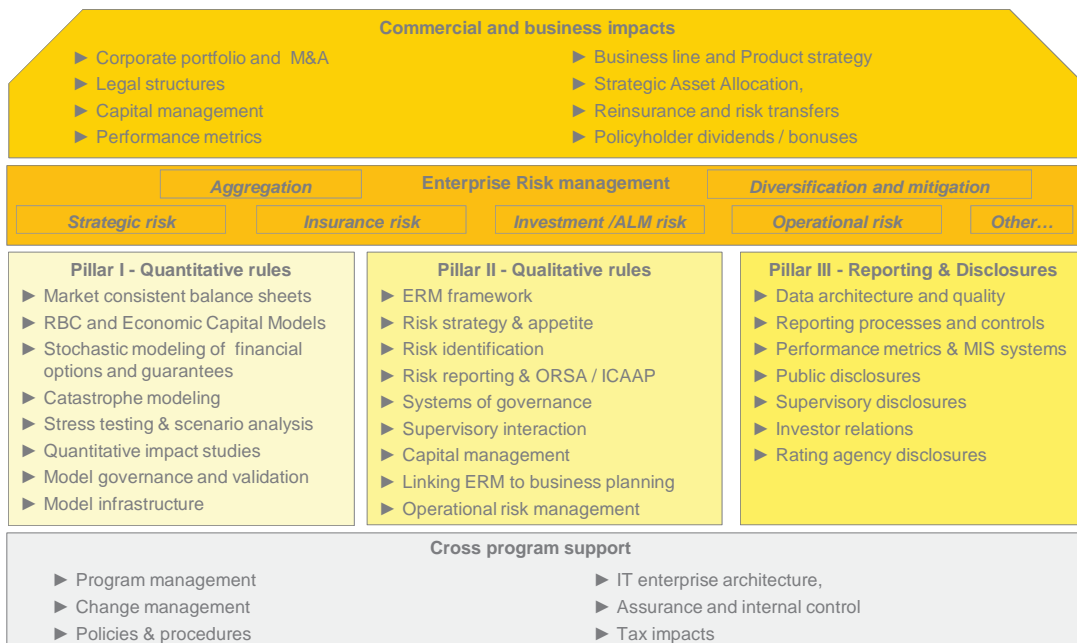 Commercial and business impacts
► Corporate portfolio and M&A
► Legal structures
► Capital management
► Performance metrics
► Business line and Product strategy
► Strategic Asset Allocation,
► Reinsurance and risk transfers
► Policyholder dividends / bonuses
Aggregation
Enterprise Risk management
Diversification and mitigation
Strategic risk
Insurance risk
Investment /ALM risk
Operational risk
Other…
Pillar I - Quantitative rules
► Market consistent balance sheets
► RBC and Economic Capital Models
► Stochastic modeling of financial
options and guarantees
► Catastrophe modeling
► Stress testing & scenario analysis
► Quantitative impact studies
► Model governance and validation
► Model infrastructure
Pillar II - Qualitative rules
► ERM framework
► Risk strategy & appetite
► Risk identification
► Risk reporting & ORSA / ICAAP
► Systems of governance
► Supervisory interaction
► Capital management
► Linking ERM to business planning
► Operational risk management
Pillar III - Reporting & Disclosures
► Data architecture and quality
► Reporting processes and controls
► Performance metrics & MIS systems
► Public disclosures
► Supervisory disclosures
► Investor relations
► Rating agency disclosures
Cross program support
► Program management
► Change management
► Policies & procedures
► IT enterprise architecture,
► Assurance and internal control
► Tax impacts